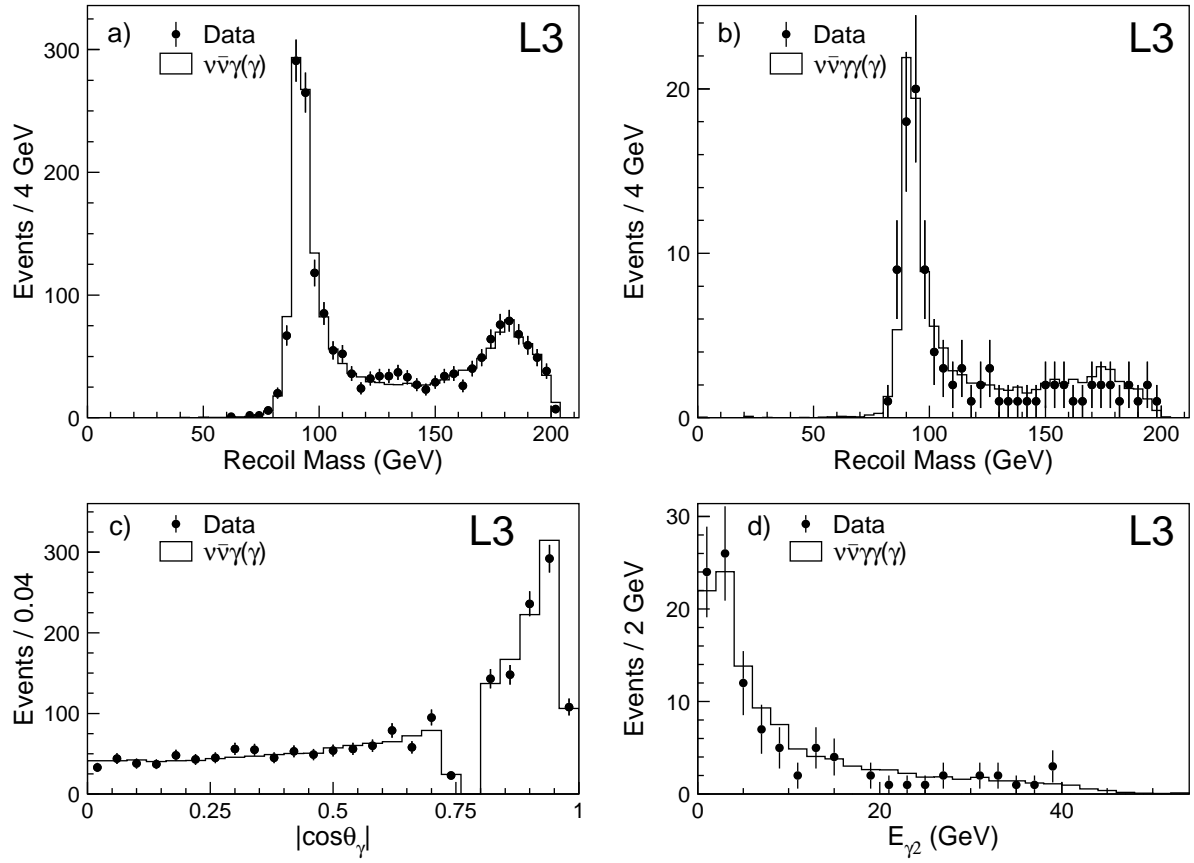 a) Data L3
νν̄γ(γ)
Events / 4 GeV
300
200
100
0
0 50 100 150 200
Recoil Mass (GeV)
b) Data L3
νν̄γγ(γ)
Events / 4 GeV
20
10
0
0 50 100 150 200
Recoil Mass (GeV)
c) Data L3
νν̄γ(γ)
Events / 0.04
300
200
100
0
0 0.25 0.5 0.75 1
|cosθγ|
d) Data L3
νν̄γγ(γ)
Events / 2 GeV
30
20
10
0
0 20 40
Eγ2 (GeV)